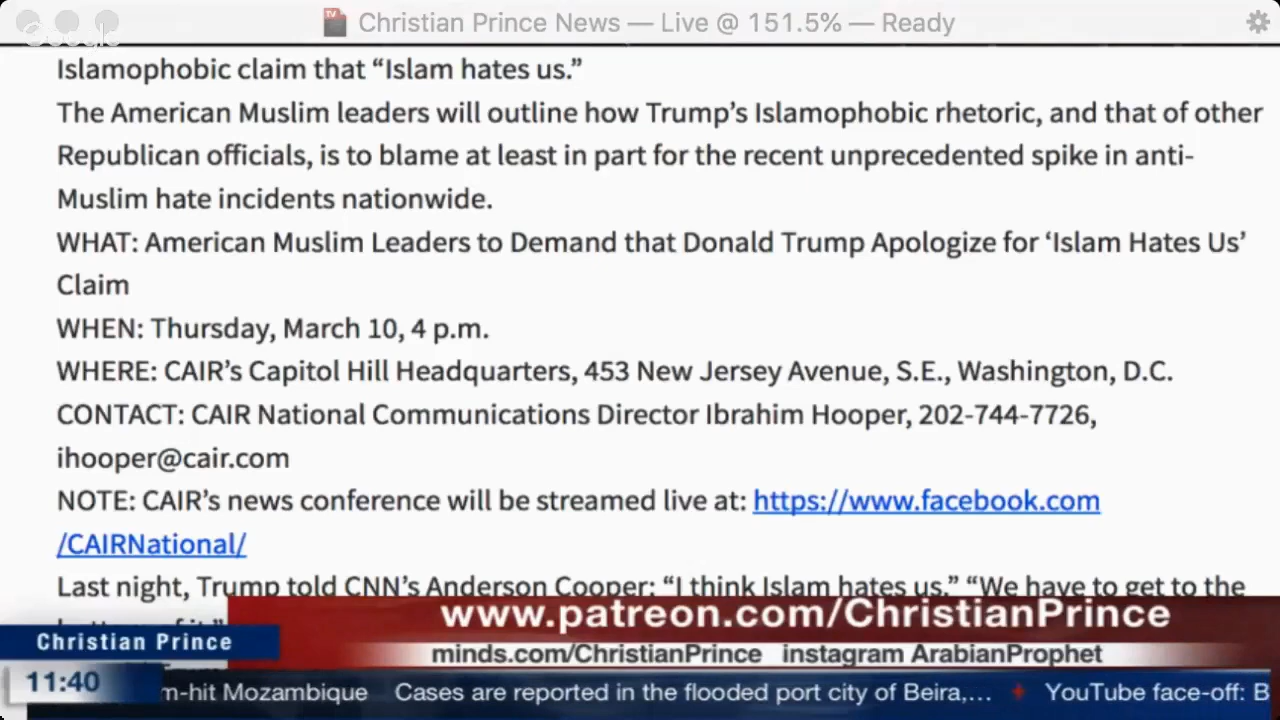 Christian Prince News — Live @ 151.5% — Ready
Google
Islamophobic claim that “Islam hates us.”
The American Muslim leaders will outline how Trump’s Islamophobic rhetoric, and that of other
Republican officials, is to blame at least in part for the recent unprecedented spike in anti-
Muslim hate incidents nationwide.
WHAT: American Muslim Leaders to Demand that Donald Trump Apologize for ‘Islam Hates Us’
Claim
WHEN: Thursday, March 10, 4 p.m.
WHERE: CAIR’s Capitol Hill Headquarters, 453 New Jersey Avenue, S.E., Washington, D.C.
CONTACT: CAIR National Communications Director Ibrahim Hooper, 202-744-7726,
ihooper@cair.com
NOTE: CAIR’s news conference will be streamed live at: https://www.facebook.com
/CAIRNational/
Last night, Trump told CNN’s Anderson Cooper: “I think Islam hates us.” “We have to get to the
www.patreon.com/ChristianPrince
Christian Prince
minds.com/ChristianPrince instagram ArabianProphet
11:40
m-hit Mozambique Cases are reported in the flooded port city of Beira,... YouTube face-off: B